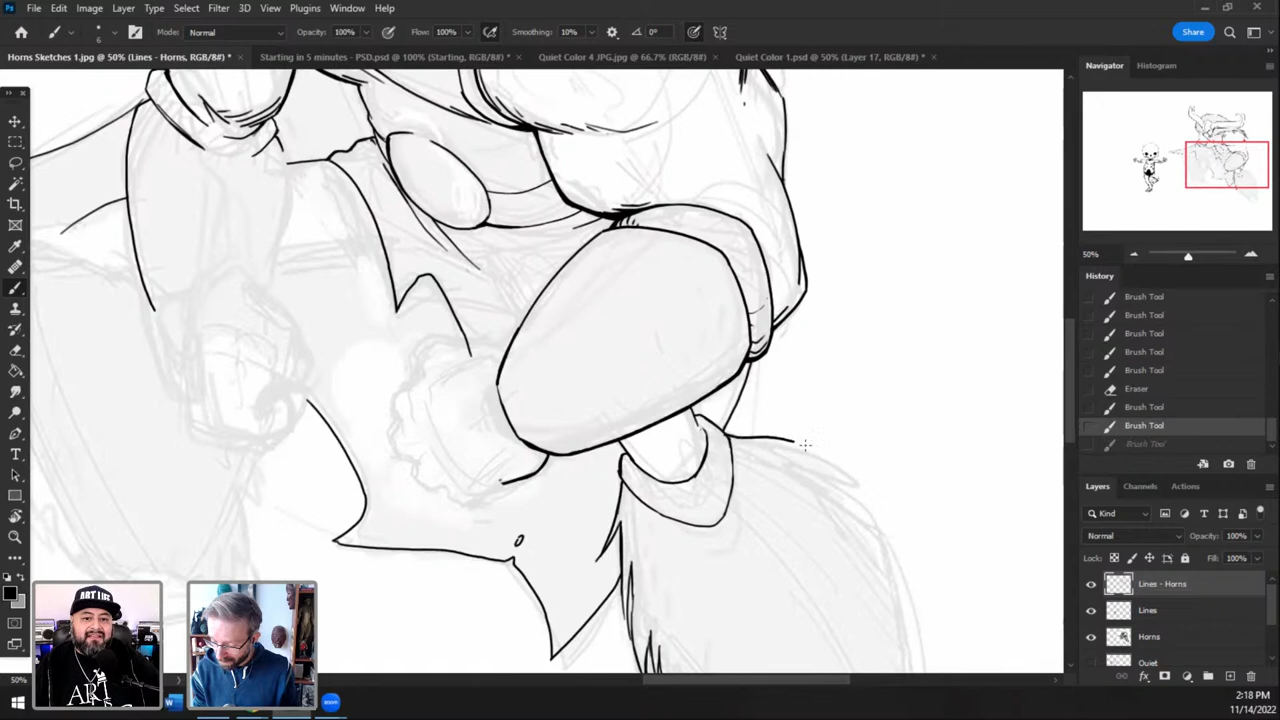 File Edit Image Layer Type Select Filter 3D View Plugins Window Help
6 Mode: Normal Opacity: 100% Flow: 100% Smoothing: 10% 0° Share
Horns Sketches 1.jpg @ 50% (Lines - Horns, RGB/8#) * Starting in 5 minutes - PSD.psd @ 100% (Starting, RGB/8#) * Quiet Color 4 JPG.jpg @ 66.7% (RGB/8#) Quiet Color 1.psd @ 50% (Layer 17, RGB/8#) *
Navigator Histogram
50%
History
Brush Tool
Brush Tool
Brush Tool
Brush Tool
Brush Tool
Eraser
Brush Tool
Brush Tool
Brush Tool
Layers Channels Actions
Kind
Normal Opacity: 100%
Lock: Fill: 100%
Lines - Horns
Lines
Horns
Quiet
50%
ART LIFE
2:18 PM
11/14/2022